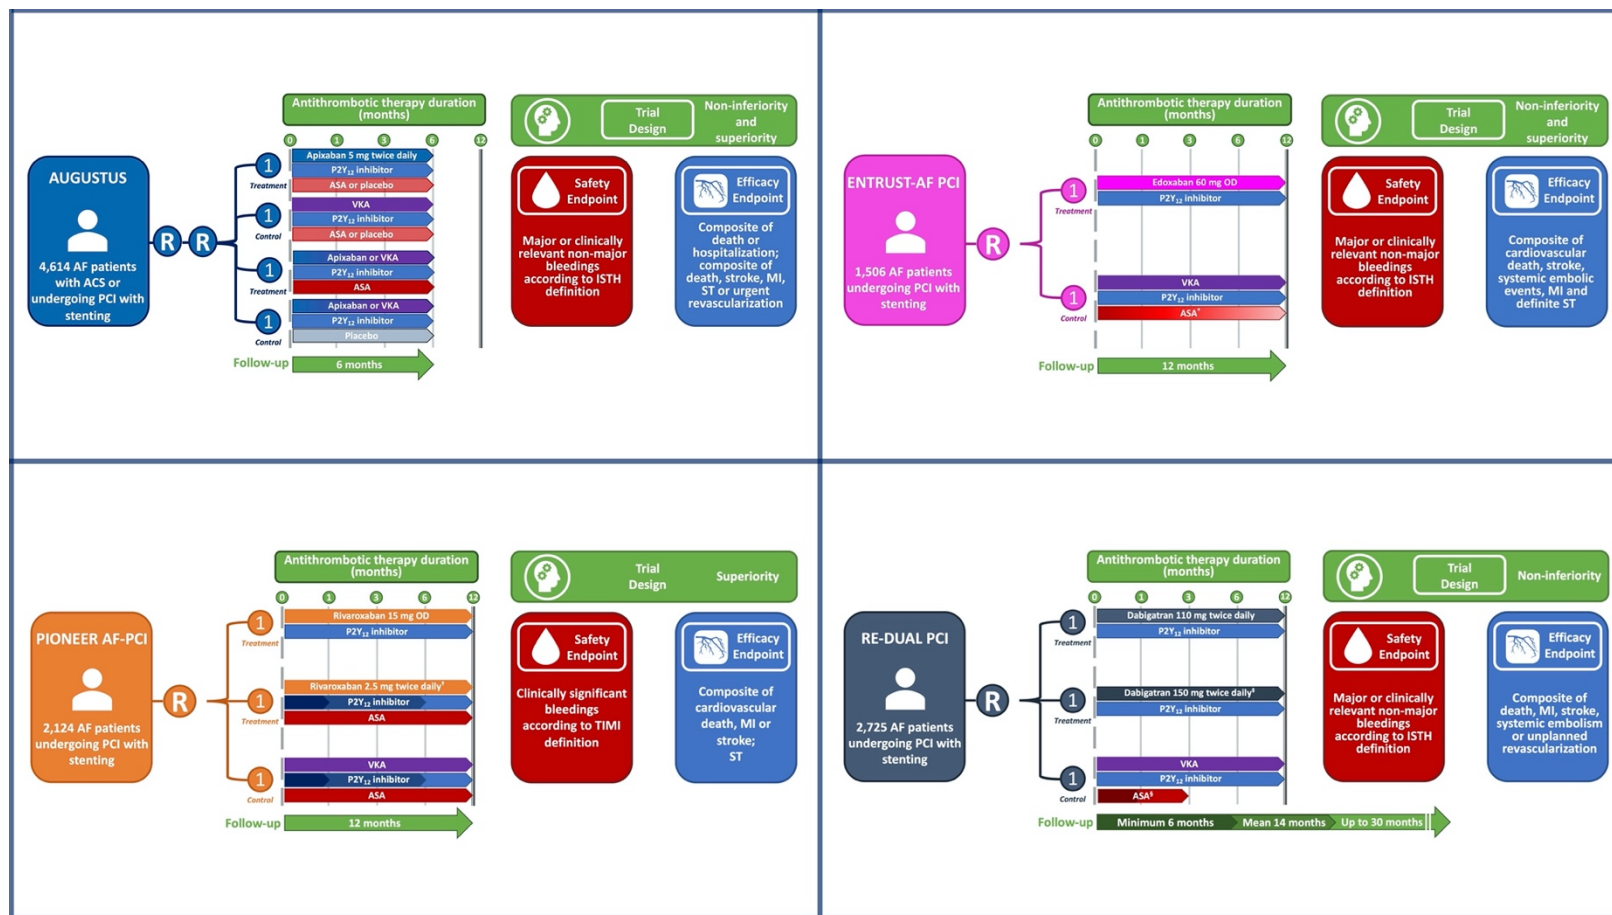 Antithrombotic therapy duration
(months)
0 1 3 6 12
Trial
Design
Non-inferiority
and
superiority
AUGUSTUS
4,614 AF patients
with ACS or
undergoing PCI with
stenting
R R
1
Treatment
Apixaban 5 mg twice daily
P2Y12 inhibitor
ASA or placebo
1
Control
VKA
P2Y12 inhibitor
ASA or placebo
1
Treatment
Apixaban or VKA
P2Y12 inhibitor
ASA
1
Control
Apixaban or VKA
P2Y12 inhibitor
Placebo
Follow-up
6 months
Safety
Endpoint
Major or clinically
relevant non-major
bleedings
according to ISTH
definition
Efficacy
Endpoint
Composite of
death or
hospitalization;
composite of
death, stroke, MI,
ST or urgent
revascularization
Antithrombotic therapy duration
(months)
0 1 3 6 12
Trial
Design
Non-inferiority
and
superiority
ENTRUST-AF PCI
1,506 AF patients
undergoing PCI with
stenting
R
1
Treatment
Edoxaban 60 mg OD
P2Y12 inhibitor
1
Control
VKA
P2Y12 inhibitor
ASA*
Follow-up
12 months
Safety
Endpoint
Major or clinically
relevant non-major
bleedings
according to ISTH
definition
Efficacy
Endpoint
Composite of
cardiovascular
death, stroke,
systemic embolic
events, MI and
definite ST
Antithrombotic therapy duration
(months)
0 1 3 6 12
Trial
Design
Superiority
PIONEER AF-PCI
2,124 AF patients
undergoing PCI with
stenting
R
1
Treatment
Rivaroxaban 15 mg OD
P2Y12 inhibitor
1
Treatment
Rivaroxaban 2.5 mg twice daily†
P2Y12 inhibitor
ASA
1
Control
VKA
P2Y12 inhibitor
ASA
Follow-up
12 months
Safety
Endpoint
Clinically significant
bleedings
according to TIMI
definition
Efficacy
Endpoint
Composite of
cardiovascular
death, MI or
stroke;
ST
Antithrombotic therapy duration
(months)
0 1 3 6 12
Trial
Design
Non-inferiority
RE-DUAL PCI
2,725 AF patients
undergoing PCI with
stenting
R
1
Treatment
Dabigatran 110 mg twice daily
P2Y12 inhibitor
1
Treatment
Dabigatran 150 mg twice daily‡
P2Y12 inhibitor
1
Control
VKA
P2Y12 inhibitor
ASA§
Follow-up
Minimum 6 months
Mean 14 months
Up to 30 months
Safety
Endpoint
Major or clinically
relevant non-major
bleedings
according to ISTH
definition
Efficacy
Endpoint
Composite of
death, MI, stroke,
systemic embolism
or unplanned
revascularization